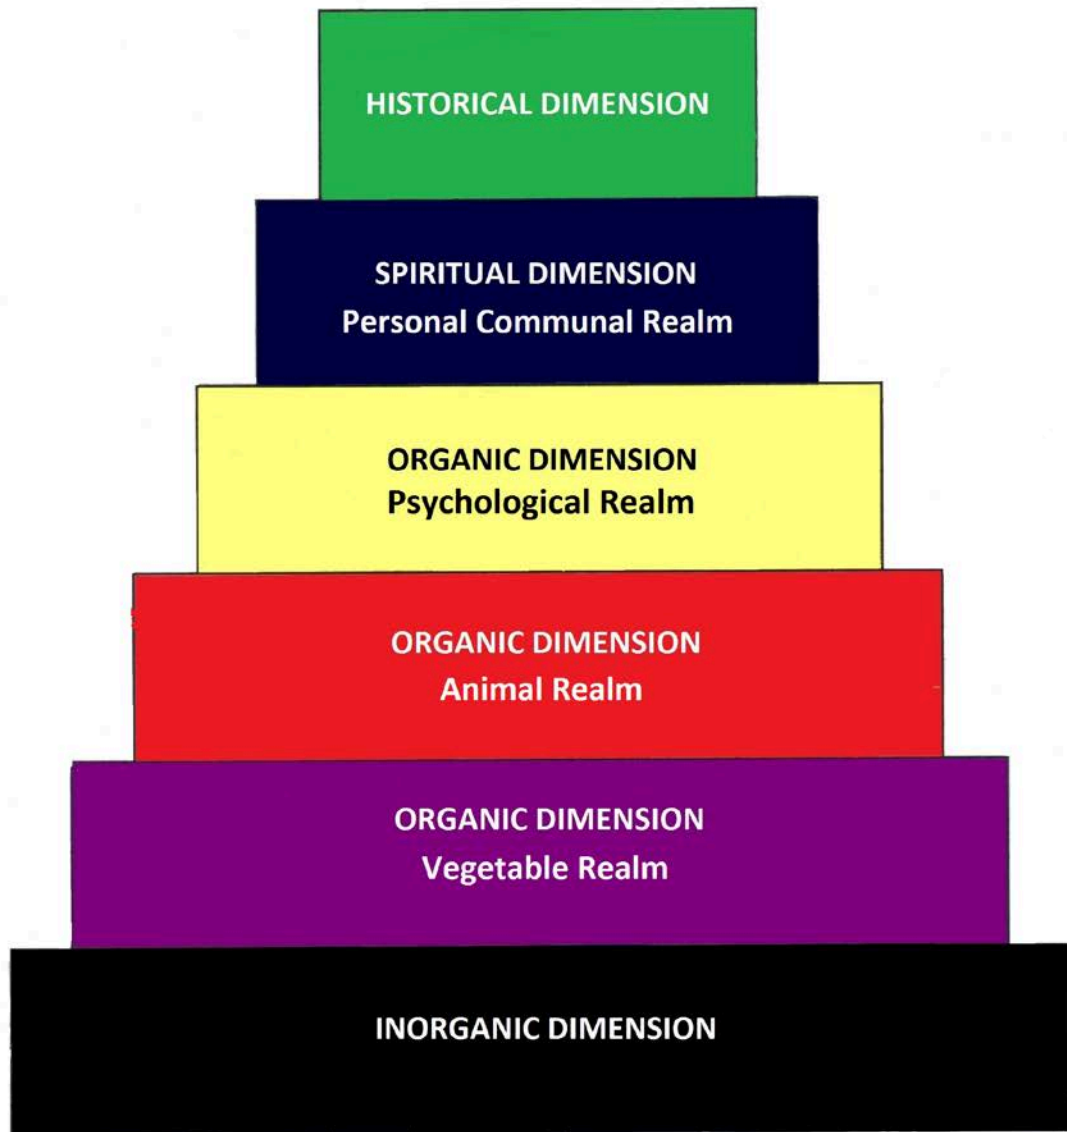 HISTORICAL DIMENSION
SPIRITUAL DIMENSION
Personal Communal Realm
ORGANIC DIMENSION
Psychological Realm
ORGANIC DIMENSION
Animal Realm
ORGANIC DIMENSION
Vegetable Realm
INORGANIC DIMENSION